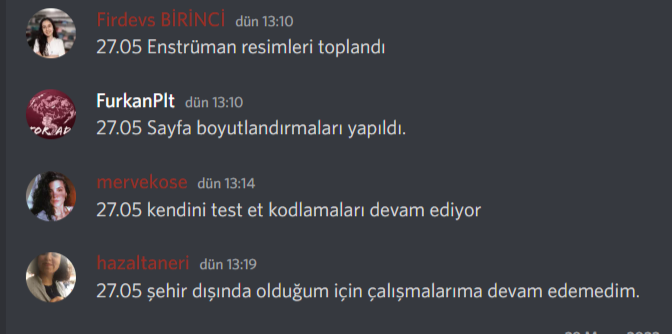 Firdevs BİRİNCİ dün 13:10
27.05 Enstrüman resimleri toplandı
FurkanPlt dün 13:10
27.05 Sayfa boyutlandırmaları yapıldı.
mervekose dün 13:14
27.05 kendini test et kodlamaları devam ediyor
hazaltaneri dün 13:19
27.05 şehir dışında olduğum için çalışmalarıma devam edemedim.